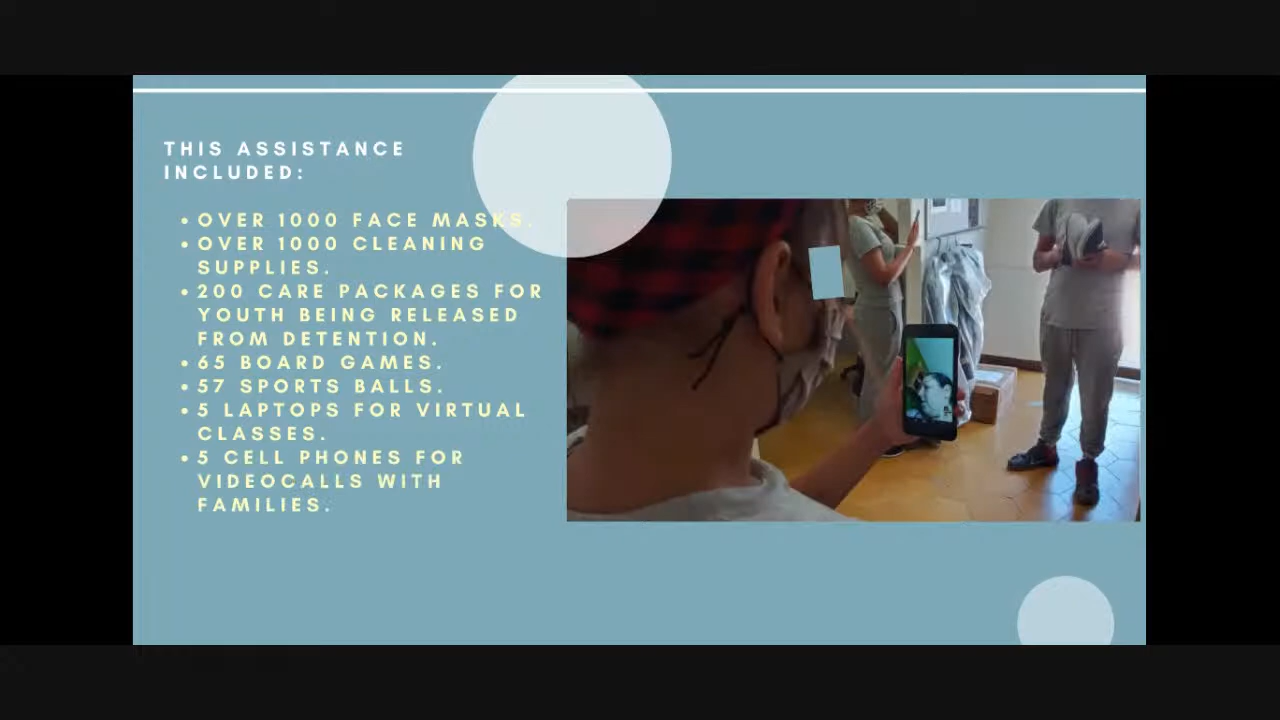 THIS ASSISTANCE
INCLUDED:
• OVER 1000 FACE MASKS.
• OVER 1000 CLEANING
SUPPLIES.
• 200 CARE PACKAGES FOR
YOUTH BEING RELEASED
FROM DETENTION.
• 65 BOARD GAMES.
• 57 SPORTS BALLS.
• 5 LAPTOPS FOR VIRTUAL
CLASSES.
• 5 CELL PHONES FOR
VIDEOCALLS WITH
FAMILIES.